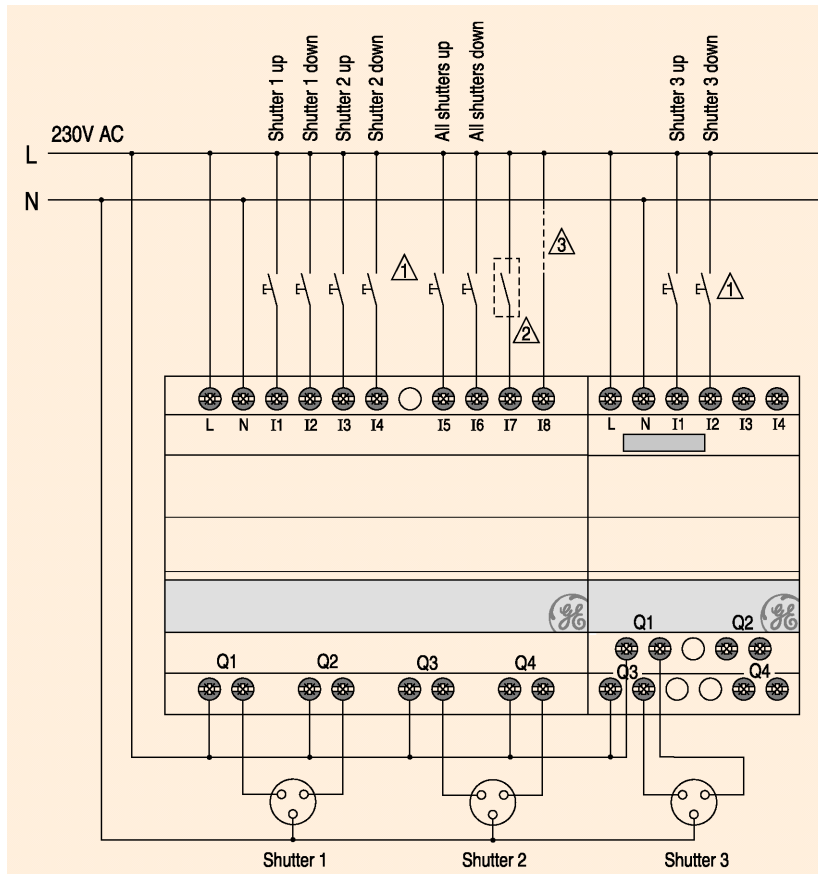 Shutter 1 up
Shutter 1 down
Shutter 2 up
Shutter 2 down
All shutters up
All shutters down
Shutter 3 up
Shutter 3 down
230V AC
L
N
3
1
1
2
L N I1 I2 I3 I4 I5 I6 I7 I8
L N I1 I2 I3 I4
GE
GE
Q1 Q2
Q1 Q2 Q3 Q4
Q3 Q4
Shutter 1
Shutter 2
Shutter 3